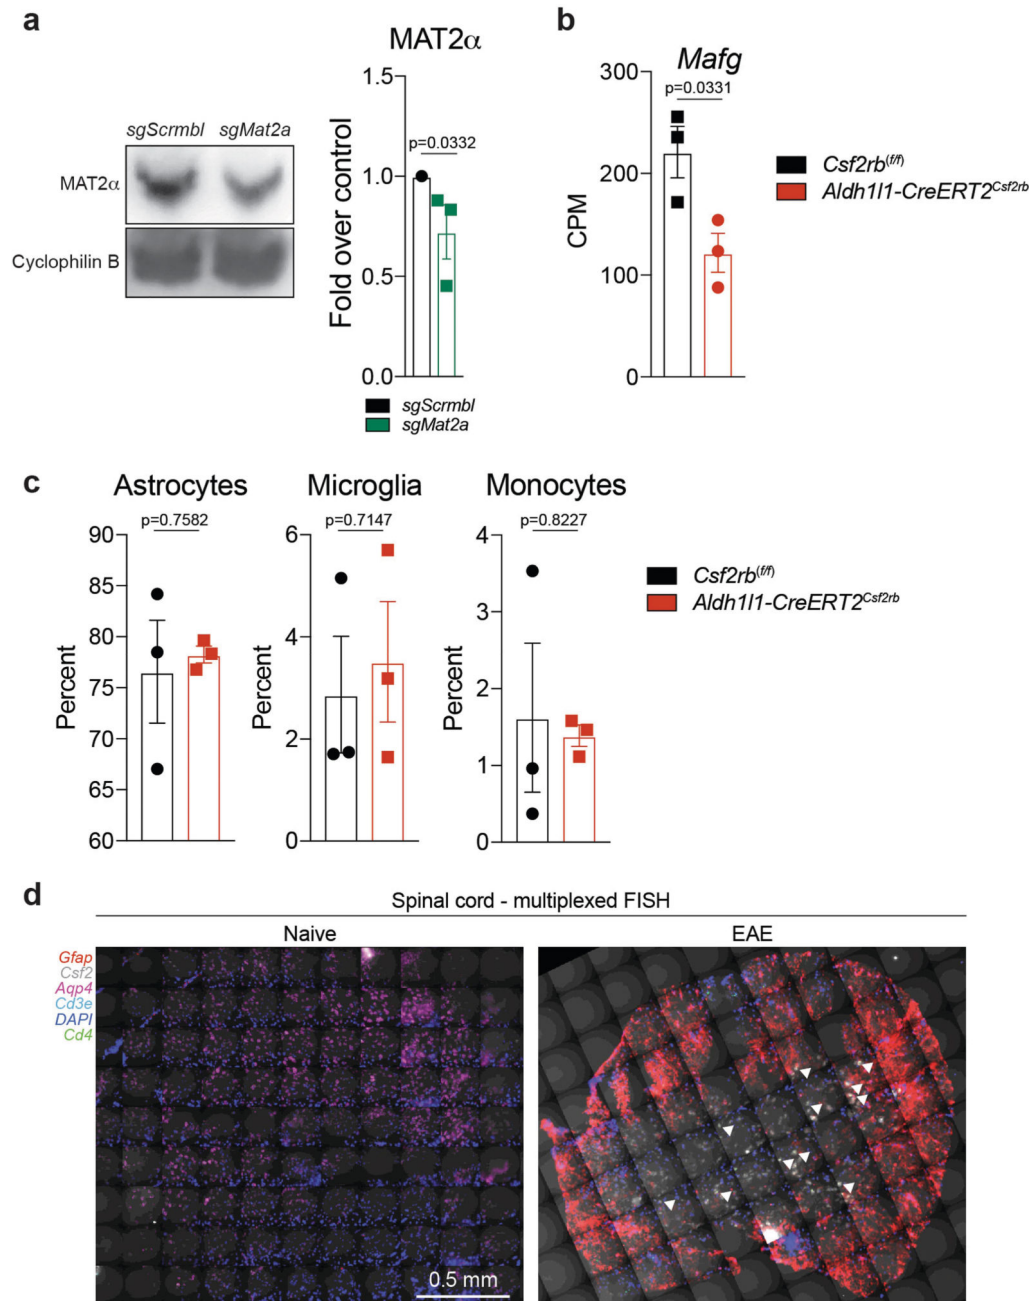 a
MAT2α
sgScrmbl sgMat2a
MAT2α
Cyclophilin B
Fold over control
1.5
1.0
0.5
0.0
p=0.0332
sgScrmbl
sgMat2a
b
Mafg
p=0.0331
CPM
300
200
100
0
Csf2rb(f/f)
Aldh1l1-CreERT2Csf2rb
c
Astrocytes
p=0.7582
Percent
90
85
80
75
70
65
60
Microglia
p=0.7147
Percent
6
4
2
0
Monocytes
p=0.8227
Percent
4
3
2
1
0
Csf2rb(f/f)
Aldh1l1-CreERT2Csf2rb
d
Spinal cord - multiplexed FISH
Naive EAE
Gfap
Csf2
Aqp4
Cd3e
DAPI
Cd4
0.5 mm